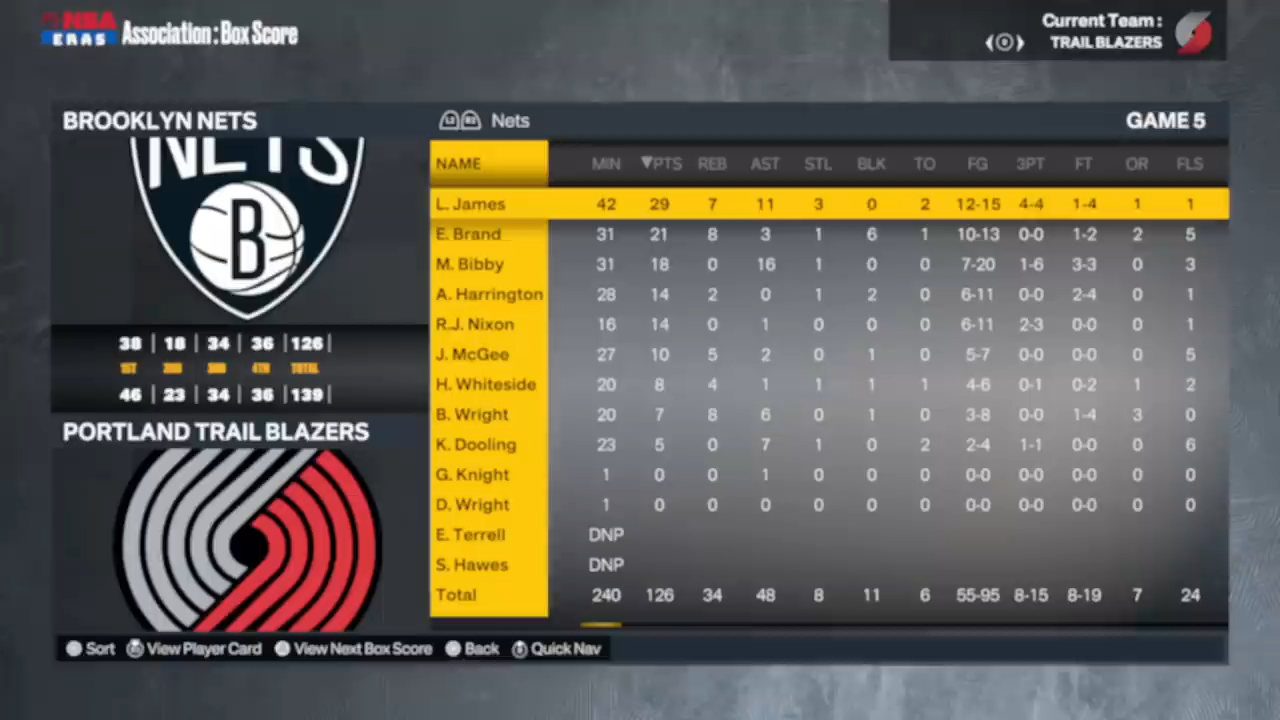 NBA
ERAS
Association: Box Score
Current Team :
TRAIL BLAZERS
BROOKLYN NETS
NETS
B
38 | 18 | 34 | 36 | 126 |
1ST 2ND 3RD 4TH TOTAL
46 | 23 | 34 | 36 | 139 |
PORTLAND TRAIL BLAZERS
L2 R2 Nets GAME 5
NAME MIN ▼PTS REB AST STL BLK TO FG 3PT FT OR FLS
L. James 42 29 7 11 3 0 2 12-15 4-4 1-4 1 1
E. Brand 31 21 8 3 1 6 1 10-13 0-0 1-2 2 5
M. Bibby 31 18 0 16 1 0 0 7-20 1-6 3-3 0 3
A. Harrington 28 14 2 0 1 2 0 6-11 0-0 2-4 0 1
R.J. Nixon 16 14 0 1 0 0 0 6-11 2-3 0-0 0 1
J. McGee 27 10 5 2 0 1 0 5-7 0-0 0-0 0 5
H. Whiteside 20 8 4 1 1 1 1 4-6 0-1 0-2 1 2
B. Wright 20 7 8 6 0 1 0 3-8 0-0 1-4 3 0
K. Dooling 23 5 0 7 1 0 2 2-4 1-1 0-0 0 6
G. Knight 1 0 0 1 0 0 0 0-0 0-0 0-0 0 0
D. Wright 1 0 0 0 0 0 0 0-0 0-0 0-0 0 0
E. Terrell DNP
S. Hawes DNP
Total 240 126 34 48 8 11 6 55-95 8-15 8-19 7 24
Sort View Player Card View Next Box Score Back Quick Nav